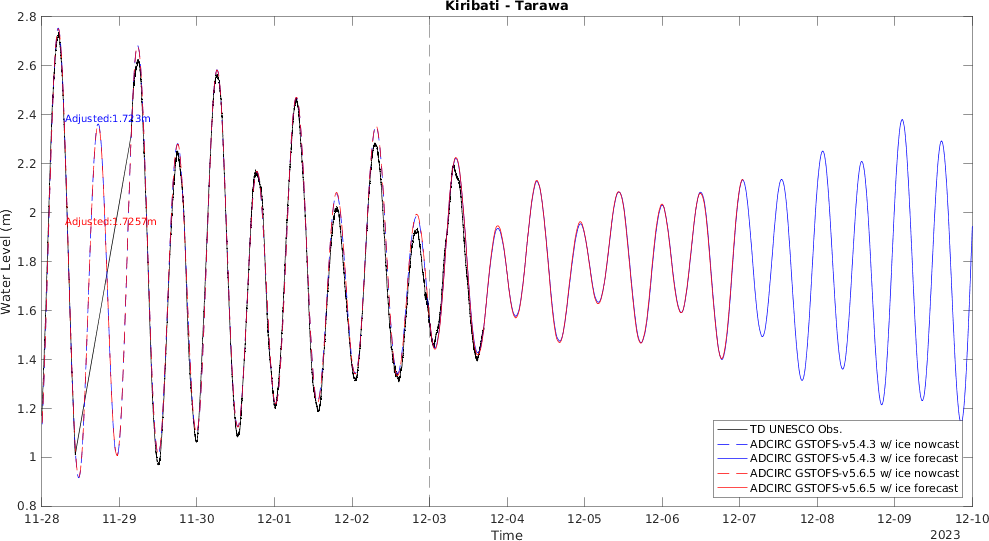 Kiribati - Tarawa
2.8
2.6
2.4
2.2
2
1.8
1.6
1.4
1.2
1
0.8
Water Level (m)
Adjusted:1.723m
Adjusted:1.7257m
TD UNESCO Obs.
ADCIRC GSTOFS-v5.4.3 w/ ice nowcast
ADCIRC GSTOFS-v5.4.3 w/ ice forecast
ADCIRC GSTOFS-v5.6.5 w/ ice nowcast
ADCIRC GSTOFS-v5.6.5 w/ ice forecast
11-28 11-29 11-30 12-01 12-02 12-03 12-04 12-05 12-06 12-07 12-08 12-09 12-10
Time
2023